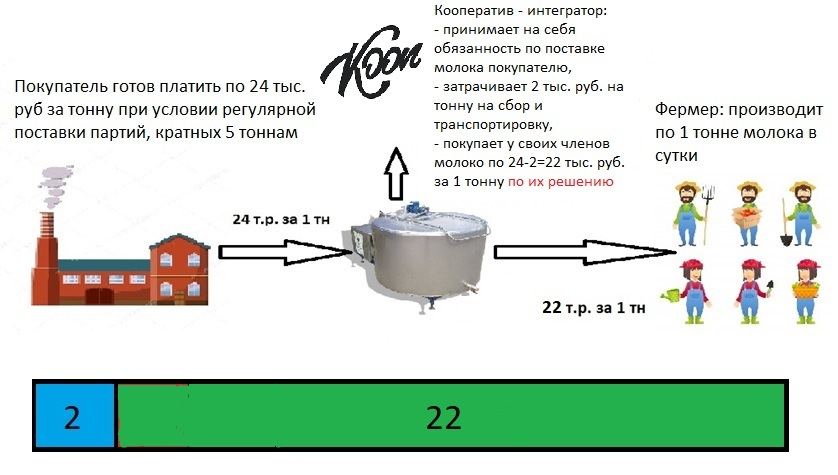 Кооператив - интегратор:
- принимает на себя
обязанность по поставке
молока покупателю,
- затрачивает 2 тыс. руб. на
тонну на сбор и
транспортировку,
- покупает у своих членов
молоко по 24-2=22 тыс. руб.
за 1 тонну по их решению
Кооп
Покупатель готов платить по 24 тыс.
руб за тонну при условии регулярной
поставки партий, кратных 5 тоннам
Фермер: производит
по 1 тонне молока в
сутки
24 т.р. за 1 тн
22 т.р. за 1 тн
2
22